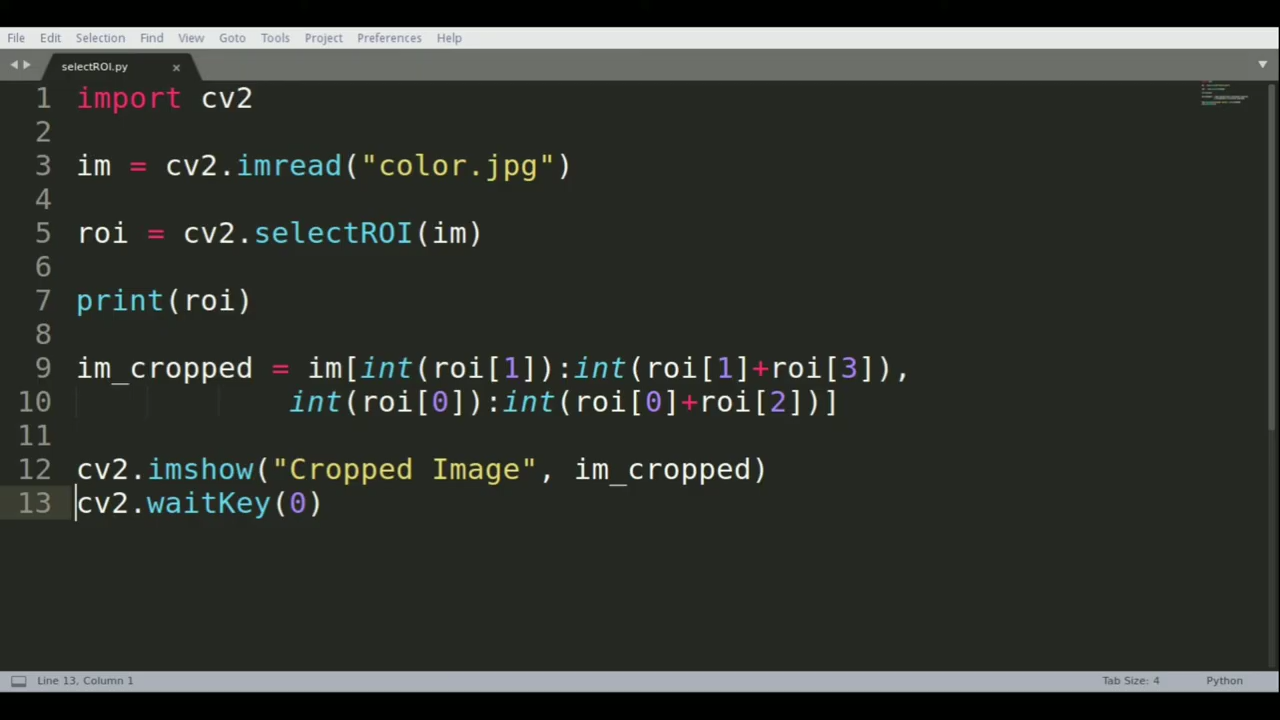 File Edit Selection Find View Goto Tools Project Preferences Help
selectROI.py ×
1 import cv2
2
3 im = cv2.imread("color.jpg")
4
5 roi = cv2.selectROI(im)
6
7 print(roi)
8
9 im_cropped = im[int(roi[1]):int(roi[1]+roi[3]),
10 int(roi[0]):int(roi[0]+roi[2])]
11
12 cv2.imshow("Cropped Image", im_cropped)
13 cv2.waitKey(0)
Line 13, Column 1 Tab Size: 4 Python